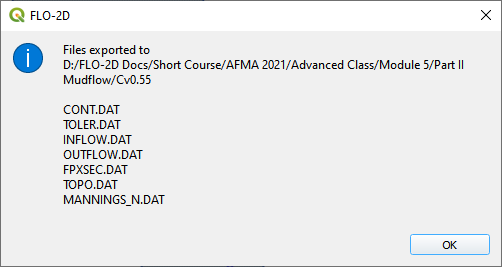 FLO-2D
Files exported to
D:/FLO-2D Docs/Short Course/AFMA 2021/Advanced Class/Module 5/Part II
Mudflow/Cv0.55
CONT.DAT
TOLER.DAT
INFLOW.DAT
OUTFLOW.DAT
FPXSEC.DAT
TOPO.DAT
MANNINGS_N.DAT
OK